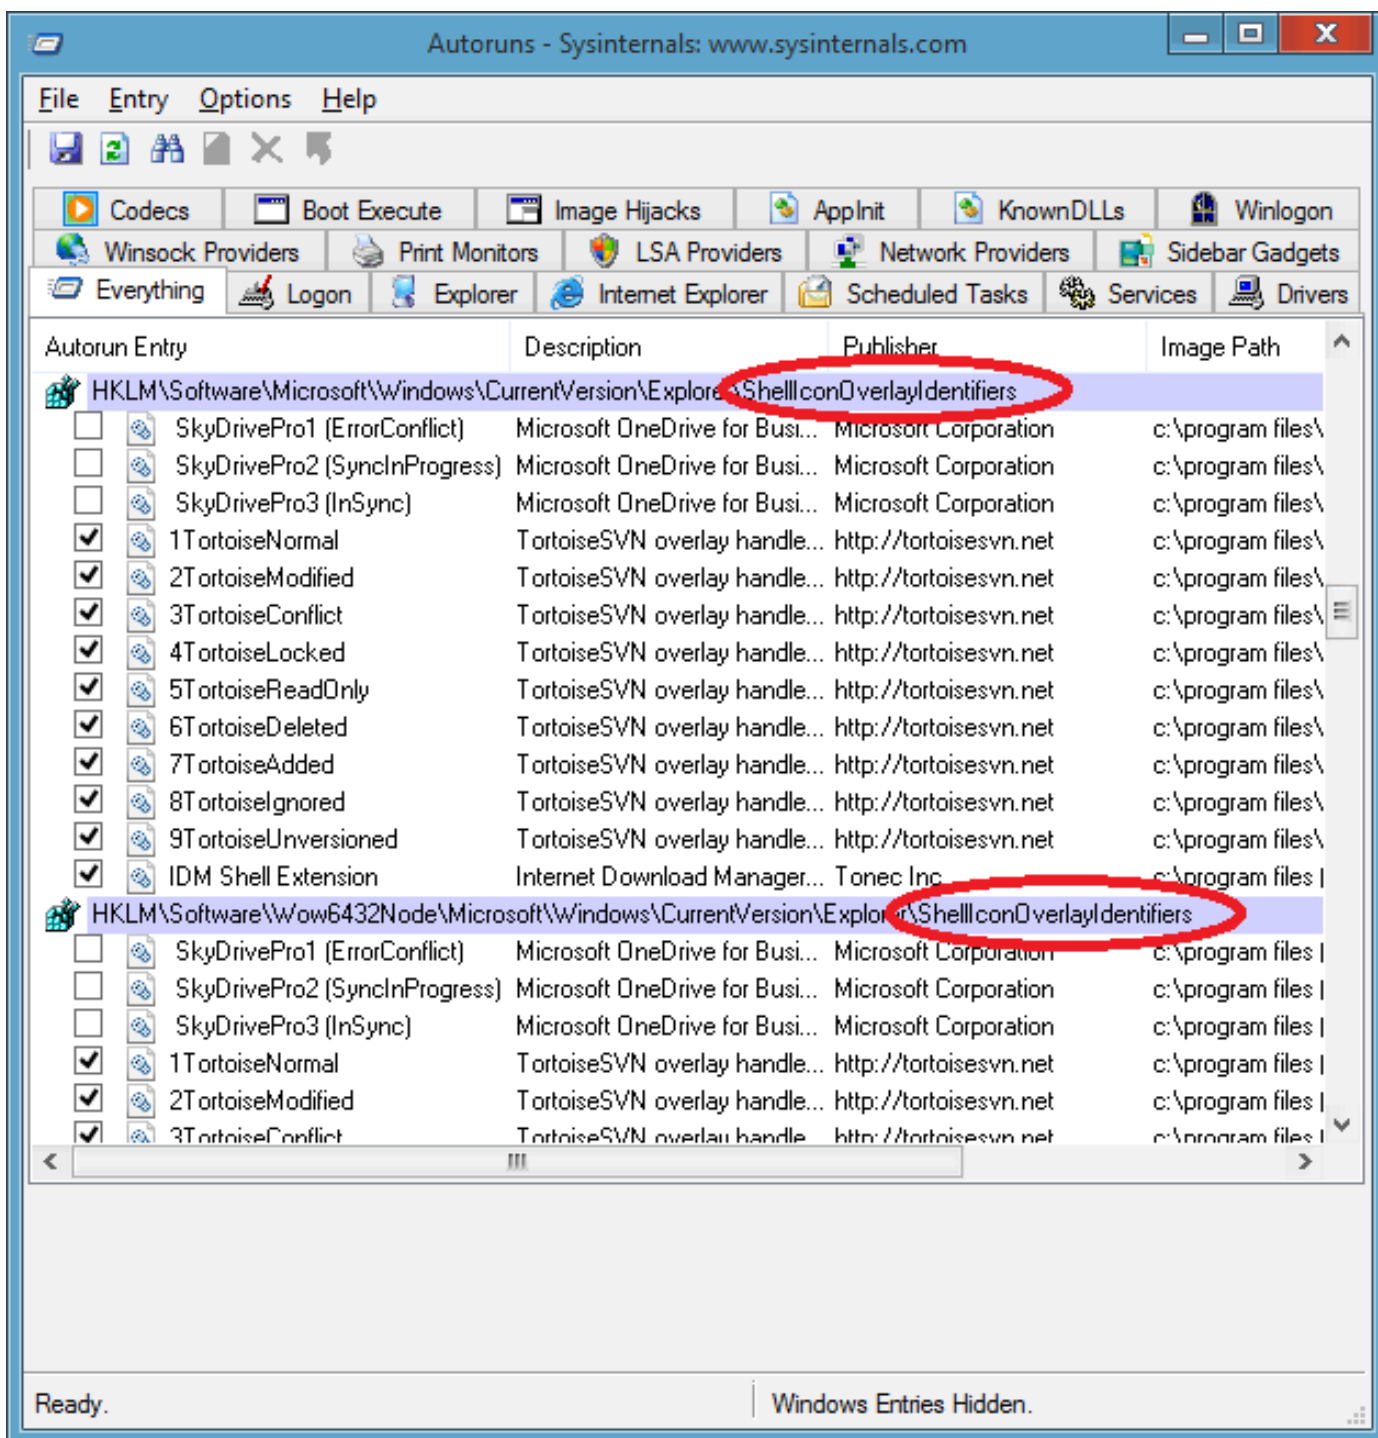 Autoruns - Sysinternals: www.sysinternals.com
File Entry Options Help
Codecs Boot Execute Image Hijacks AppInit KnownDLLs Winlogon
Winsock Providers Print Monitors LSA Providers Network Providers Sidebar Gadgets
Everything Logon Explorer Internet Explorer Scheduled Tasks Services Drivers
Autorun Entry Description Publisher Image Path
HKLM\Software\Microsoft\Windows\CurrentVersion\Explorer\ShellIconOverlayIdentifiers
SkyDrivePro1 (ErrorConflict) Microsoft OneDrive for Busi... Microsoft Corporation c:\program files\
SkyDrivePro2 (SyncInProgress) Microsoft OneDrive for Busi... Microsoft Corporation c:\program files\
SkyDrivePro3 (InSync) Microsoft OneDrive for Busi... Microsoft Corporation c:\program files\
1TortoiseNormal TortoiseSVN overlay handle... http://tortoisesvn.net c:\program files\
2TortoiseModified TortoiseSVN overlay handle... http://tortoisesvn.net c:\program files\
3TortoiseConflict TortoiseSVN overlay handle... http://tortoisesvn.net c:\program files\
4TortoiseLocked TortoiseSVN overlay handle... http://tortoisesvn.net c:\program files\
5TortoiseReadOnly TortoiseSVN overlay handle... http://tortoisesvn.net c:\program files\
6TortoiseDeleted TortoiseSVN overlay handle... http://tortoisesvn.net c:\program files\
7TortoiseAdded TortoiseSVN overlay handle... http://tortoisesvn.net c:\program files\
8TortoiseIgnored TortoiseSVN overlay handle... http://tortoisesvn.net c:\program files\
9TortoiseUnversioned TortoiseSVN overlay handle... http://tortoisesvn.net c:\program files\
IDM Shell Extension Internet Download Manager... Tonec Inc. c:\program files (
HKLM\Software\Wow6432Node\Microsoft\Windows\CurrentVersion\Explorer\ShellIconOverlayIdentifiers
SkyDrivePro1 (ErrorConflict) Microsoft OneDrive for Busi... Microsoft Corporation c:\program files (
SkyDrivePro2 (SyncInProgress) Microsoft OneDrive for Busi... Microsoft Corporation c:\program files (
SkyDrivePro3 (InSync) Microsoft OneDrive for Busi... Microsoft Corporation c:\program files (
1TortoiseNormal TortoiseSVN overlay handle... http://tortoisesvn.net c:\program files (
2TortoiseModified TortoiseSVN overlay handle... http://tortoisesvn.net c:\program files (
3TortoiseConflict TortoiseSVN overlay handle... http://tortoisesvn.net c:\program files (
Ready. Windows Entries Hidden.